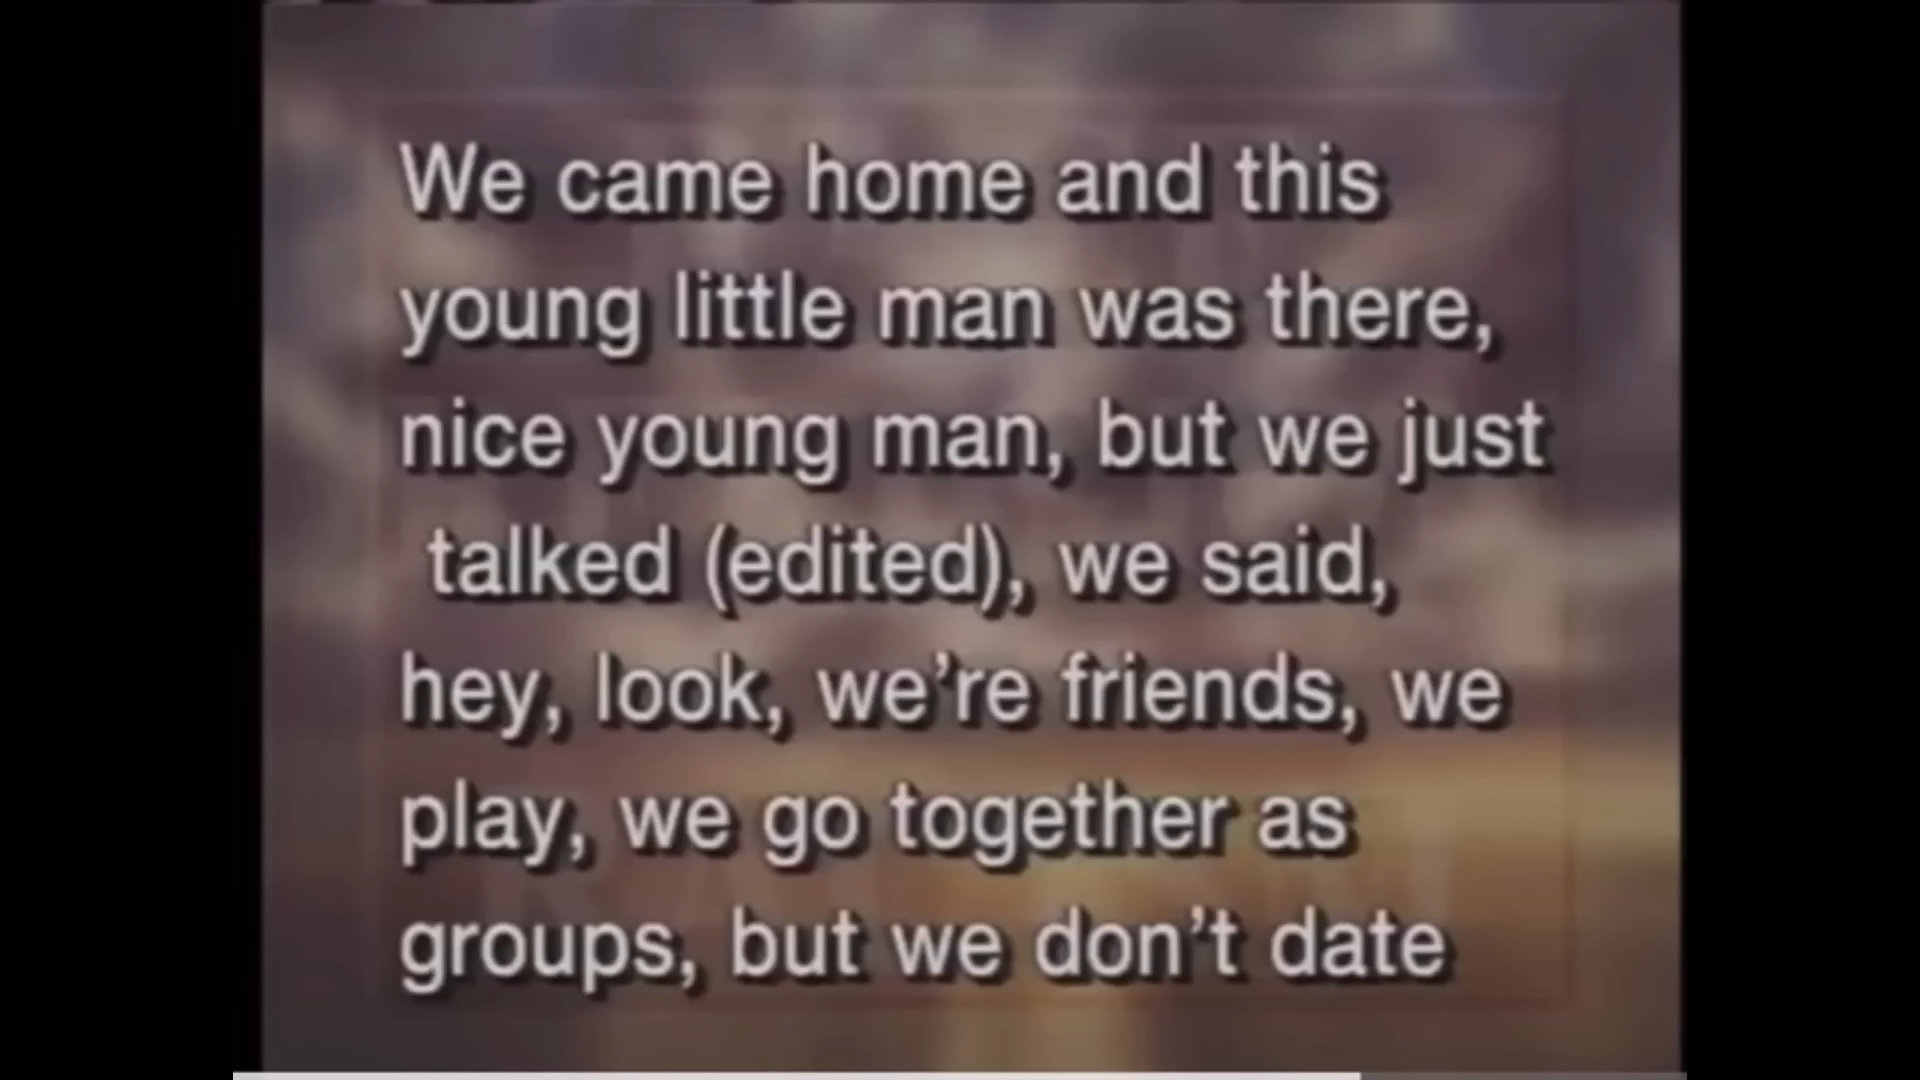 We came home and this
young little man was there,
nice young man, but we just
talked (edited), we said,
hey, look, we’re friends, we
play, we go together as
groups, but we don’t date